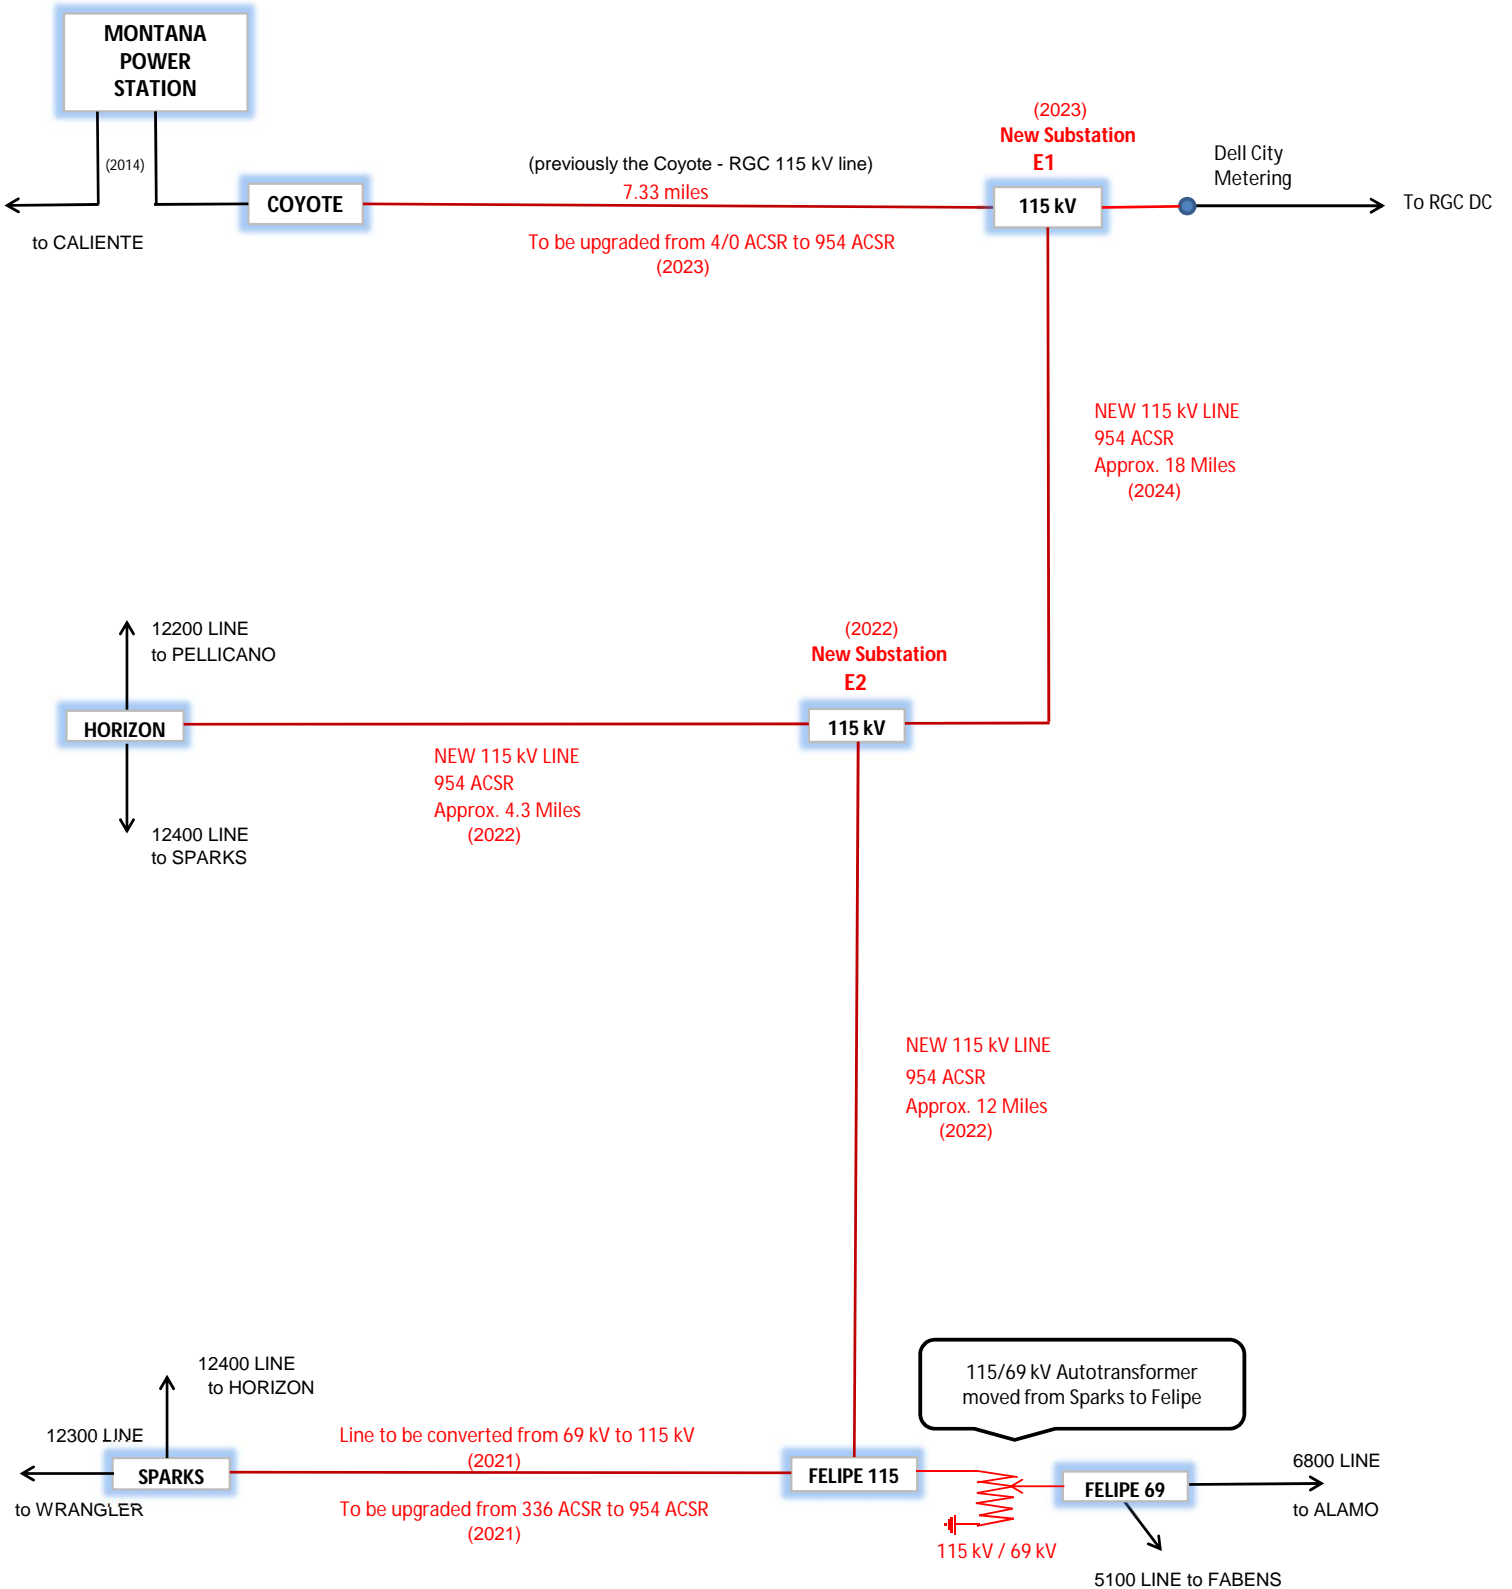 MONTANA
POWER
STATION
(2014)
to CALIENTE
COYOTE
(previously the Coyote - RGC 115 kV line)
7.33 miles
To be upgraded from 4/0 ACSR to 954 ACSR
(2023)
(2023)
New Substation
E1
115 kV
Dell City
Metering
To RGC DC
NEW 115 kV LINE
954 ACSR
Approx. 18 Miles
(2024)
12200 LINE
to PELLICANO
HORIZON
12400 LINE
to SPARKS
NEW 115 kV LINE
954 ACSR
Approx. 4.3 Miles
(2022)
(2022)
New Substation
E2
115 kV
NEW 115 kV LINE
954 ACSR
Approx. 12 Miles
(2022)
12400 LINE
to HORIZON
12300 LINE
SPARKS
to WRANGLER
Line to be converted from 69 kV to 115 kV
(2021)
To be upgraded from 336 ACSR to 954 ACSR
(2021)
FELIPE 115
115/69 kV Autotransformer
moved from Sparks to Felipe
115 kV / 69 kV
FELIPE 69
6800 LINE
to ALAMO
5100 LINE to FABENS